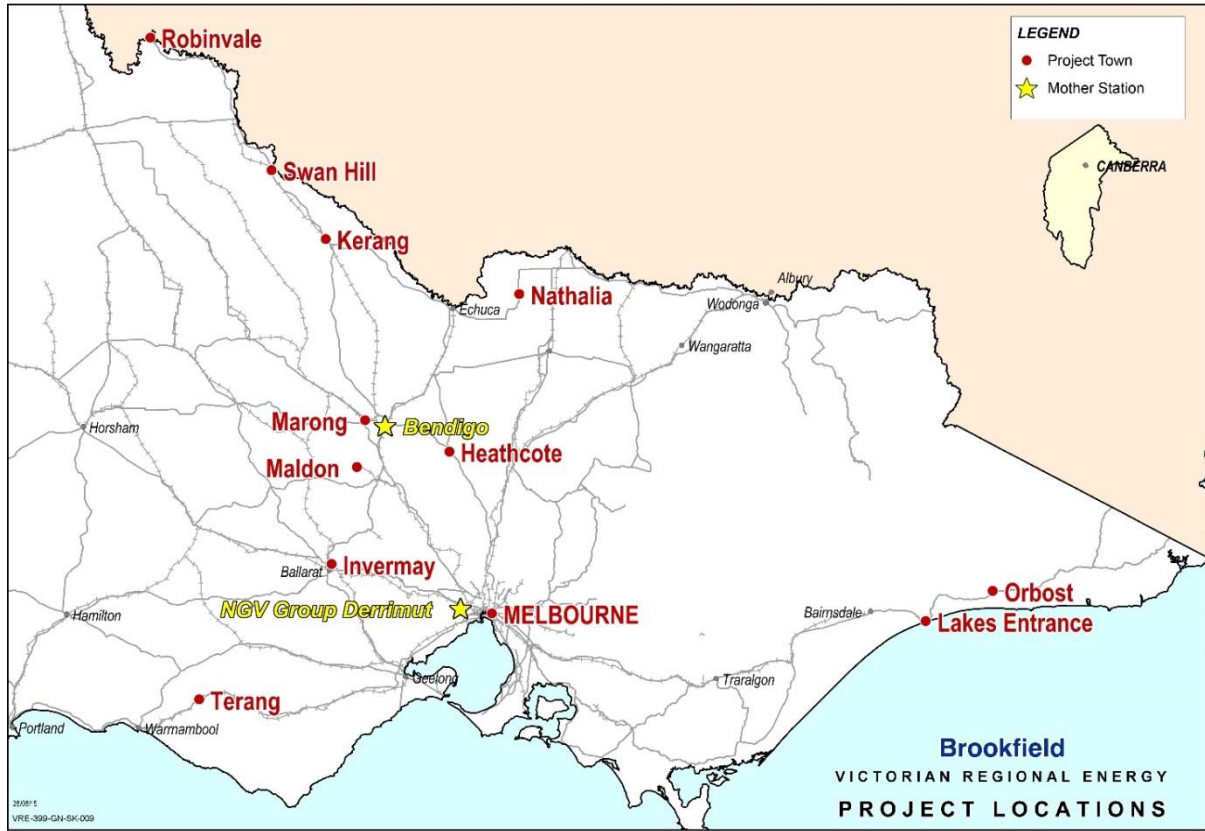 Robinvale
LEGEND
Project Town
Mother Station
CANBERRA
Swan Hill
Kerang
Nathalia
Albury
Wodonga
Echuca
Wangaratta
Marong
Bendigo
Horsham
Heathcote
Maldon
Invermay
Ballarat
NGV Group Derrimut
MELBOURNE
Hamilton
Orbost
Bairnsdale
Lakes Entrance
Geelong
Traralgon
Terang
Portland
Warrnambool
Brookfield
VICTORIAN REGIONAL ENERGY
PROJECT LOCATIONS
VRE-399-GN-SK-009